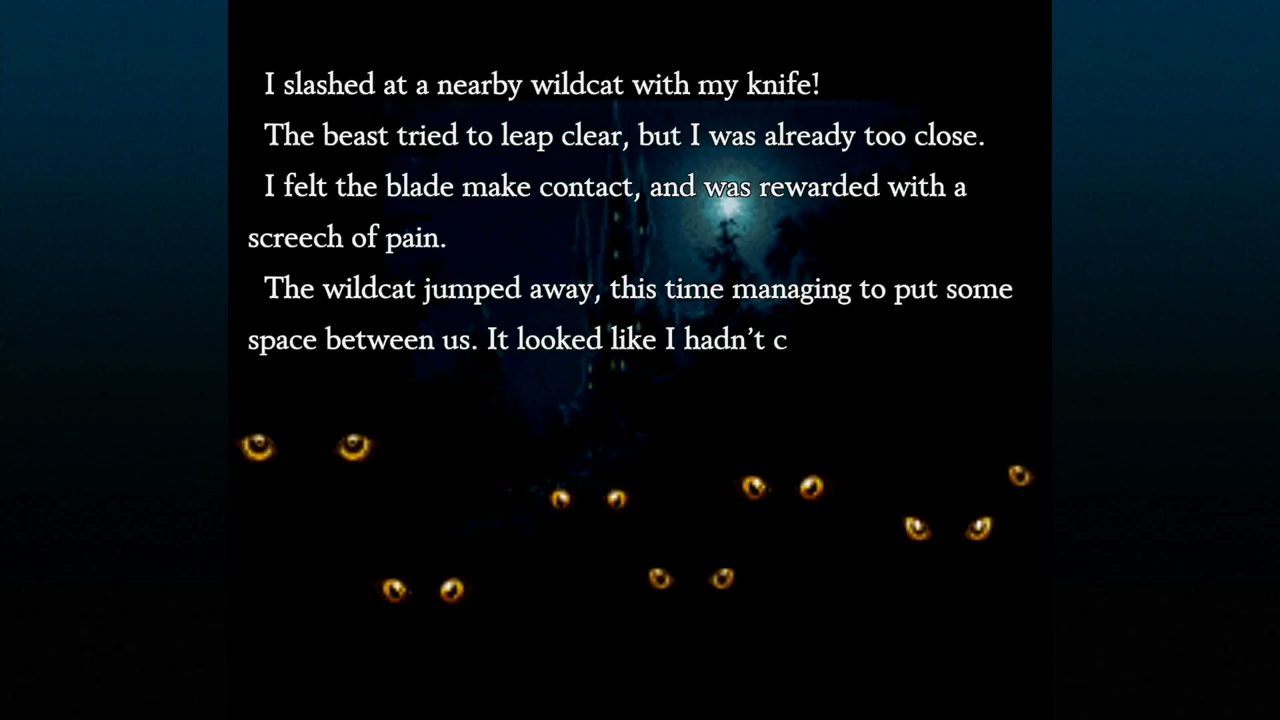 I slashed at a nearby wildcat with my knife!
The beast tried to leap clear, but I was already too close.
I felt the blade make contact, and was rewarded with a
screech of pain.
The wildcat jumped away, this time managing to put some
space between us. It looked like I hadn’t c